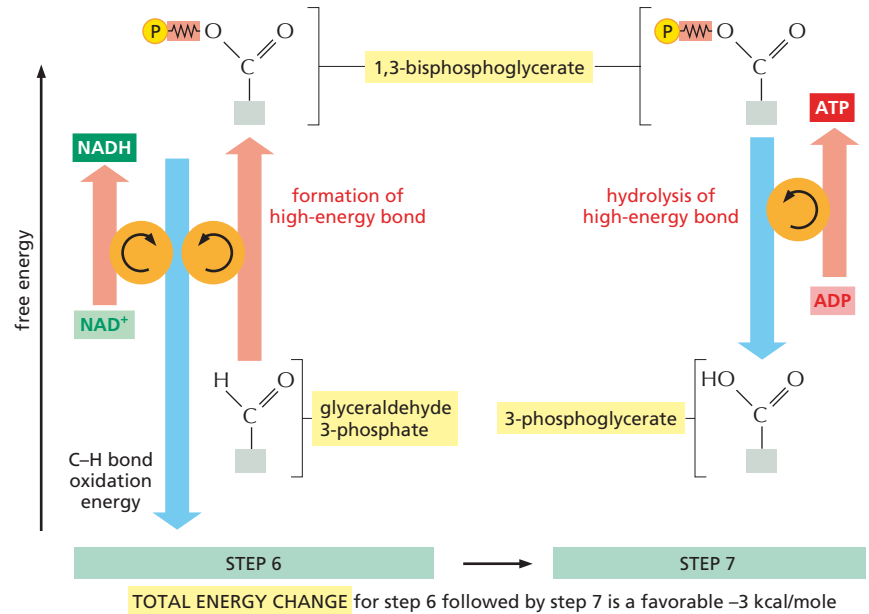 P O O
C
1,3-bisphosphoglycerate
P O O
C
NADH
ATP
formation of
high-energy bond
hydrolysis of
high-energy bond
free energy
NAD+
ADP
H O
C
glyceraldehyde
3-phosphate
3-phosphoglycerate
HO O
C
C–H bond
oxidation
energy
STEP 6
STEP 7
TOTAL ENERGY CHANGE for step 6 followed by step 7 is a favorable –3 kcal/mole